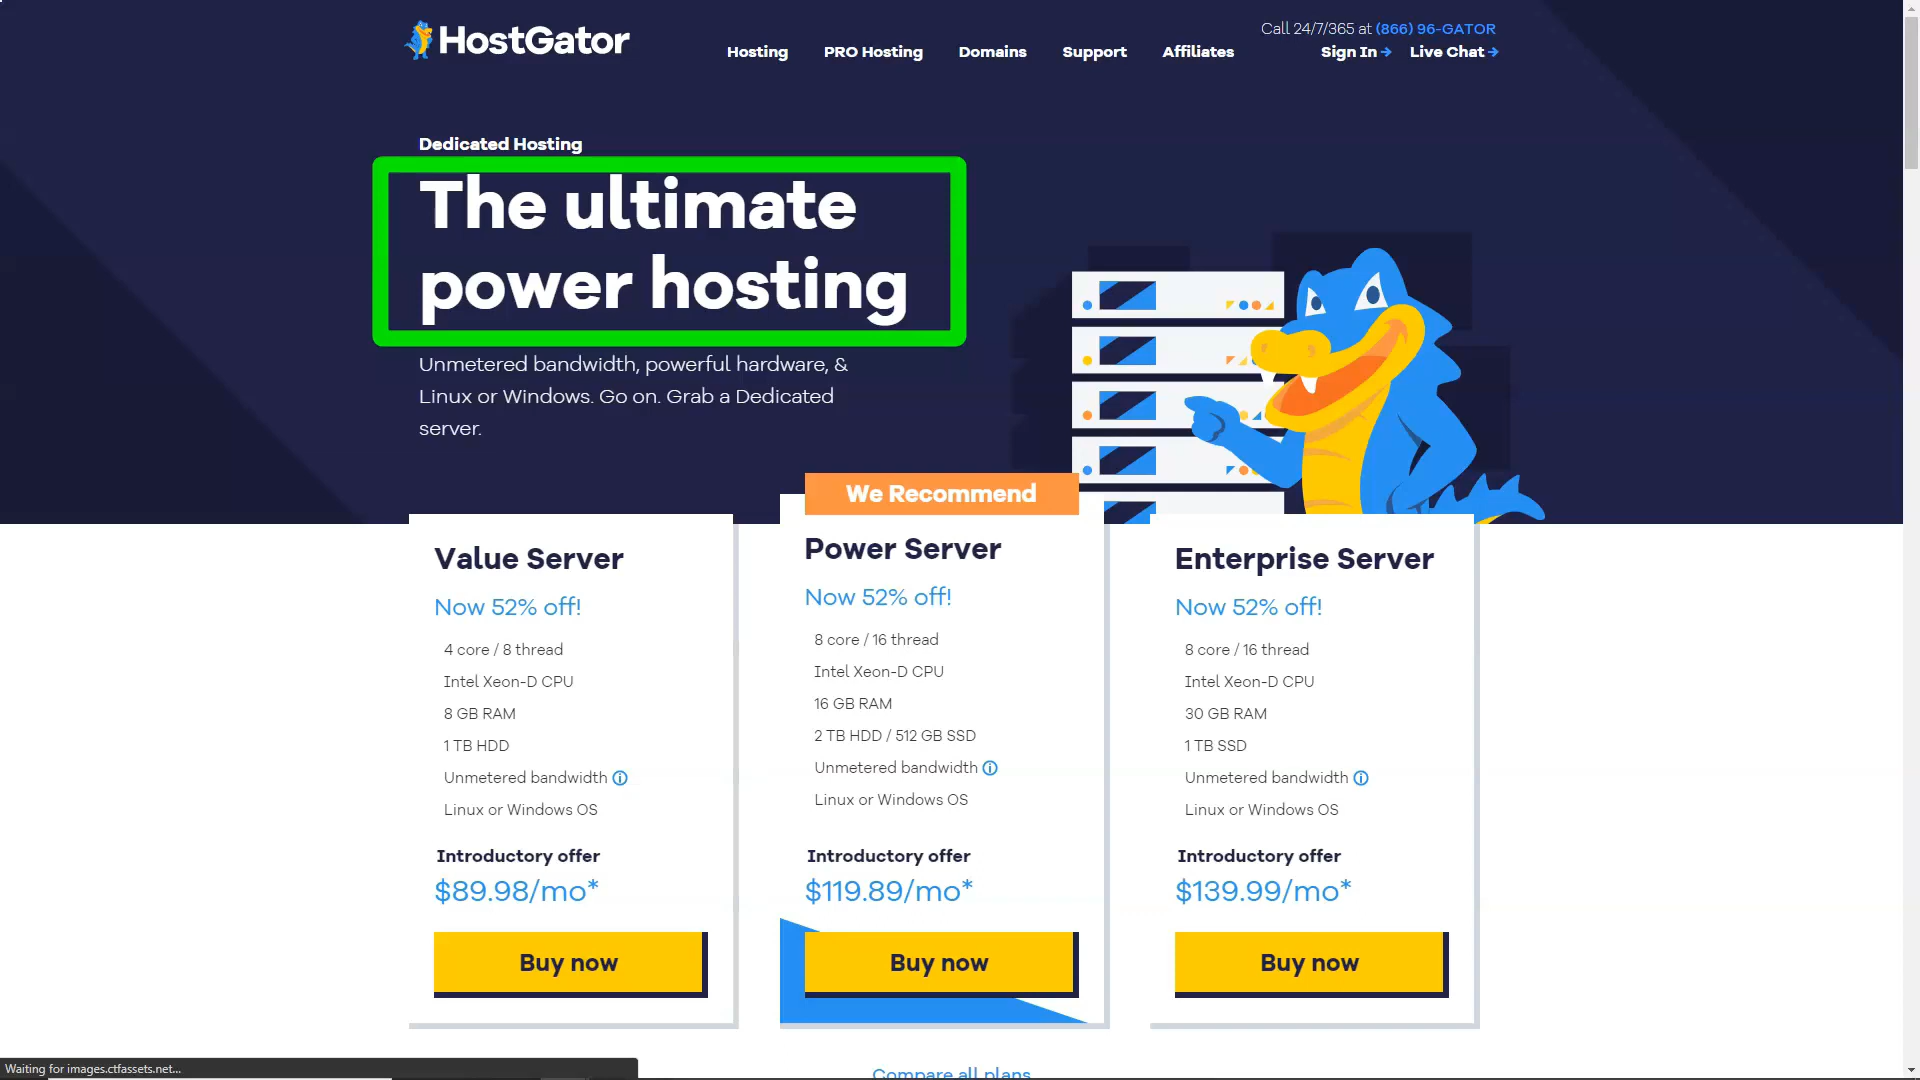 HostGator
Call 24/7/365 at (866) 96-GATOR
Hosting PRO Hosting Domains Support Affiliates Sign In Live Chat
Dedicated Hosting
The ultimate
power hosting
Unmetered bandwidth, powerful hardware, &
Linux or Windows. Go on. Grab a Dedicated
server.
Value Server
Now 52% off!
4 core / 8 thread
Intel Xeon-D CPU
8 GB RAM
1 TB HDD
Unmetered bandwidth
Linux or Windows OS
Introductory offer
$89.98/mo*
Buy now
We Recommend
Power Server
Now 52% off!
8 core / 16 thread
Intel Xeon-D CPU
16 GB RAM
2 TB HDD / 512 GB SSD
Unmetered bandwidth
Linux or Windows OS
Introductory offer
$119.89/mo*
Buy now
Enterprise Server
Now 52% off!
8 core / 16 thread
Intel Xeon-D CPU
30 GB RAM
1 TB SSD
Unmetered bandwidth
Linux or Windows OS
Introductory offer
$139.99/mo*
Buy now
Compare all plans
Waiting for images.ctfassets.net...